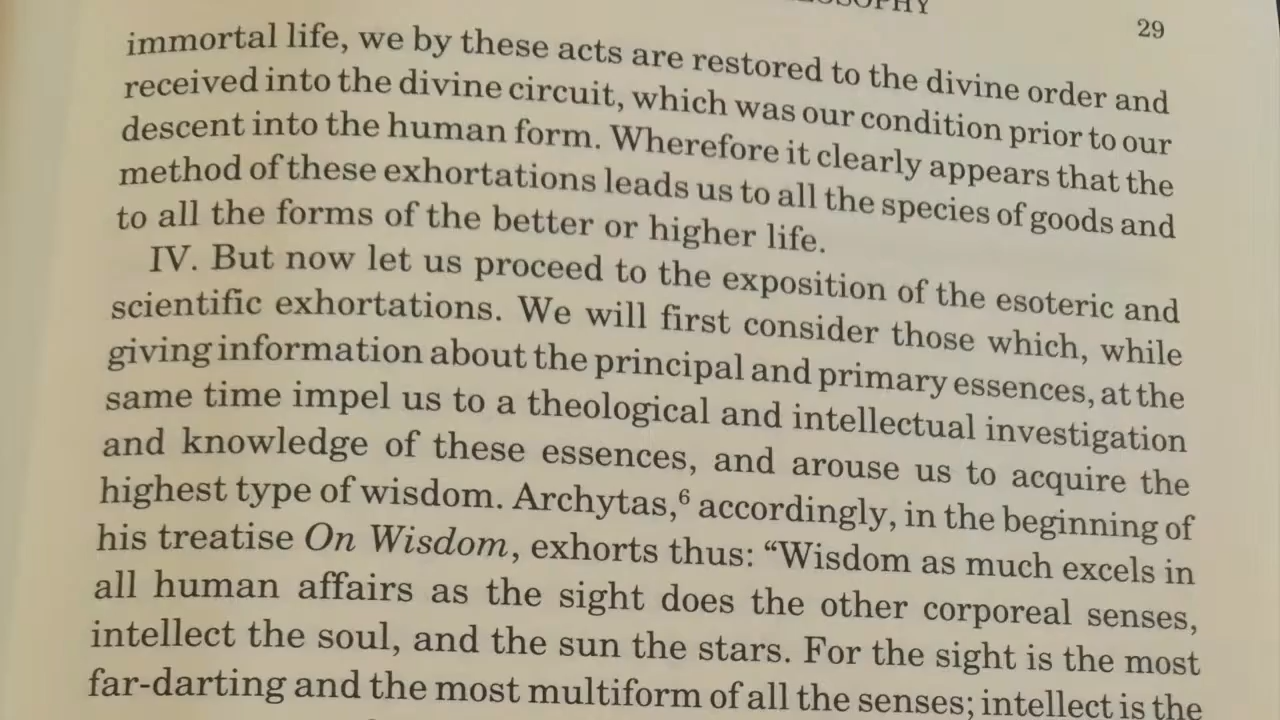 29
immortal life, we by these acts are restored to the divine order and
received into the divine circuit, which was our condition prior to our
descent into the human form. Wherefore it clearly appears that the
method of these exhortations leads us to all the species of goods and
to all the forms of the better or higher life.
IV. But now let us proceed to the exposition of the esoteric and
scientific exhortations. We will first consider those which, while
giving information about the principal and primary essences, at the
same time impel us to a theological and intellectual investigation
and knowledge of these essences, and arouse us to acquire the
highest type of wisdom. Archytas,⁶ accordingly, in the beginning of
his treatise On Wisdom, exhorts thus: “Wisdom as much excels in
all human affairs as the sight does the other corporeal senses,
intellect the soul, and the sun the stars. For the sight is the most
far-darting and the most multiform of all the senses; intellect is the